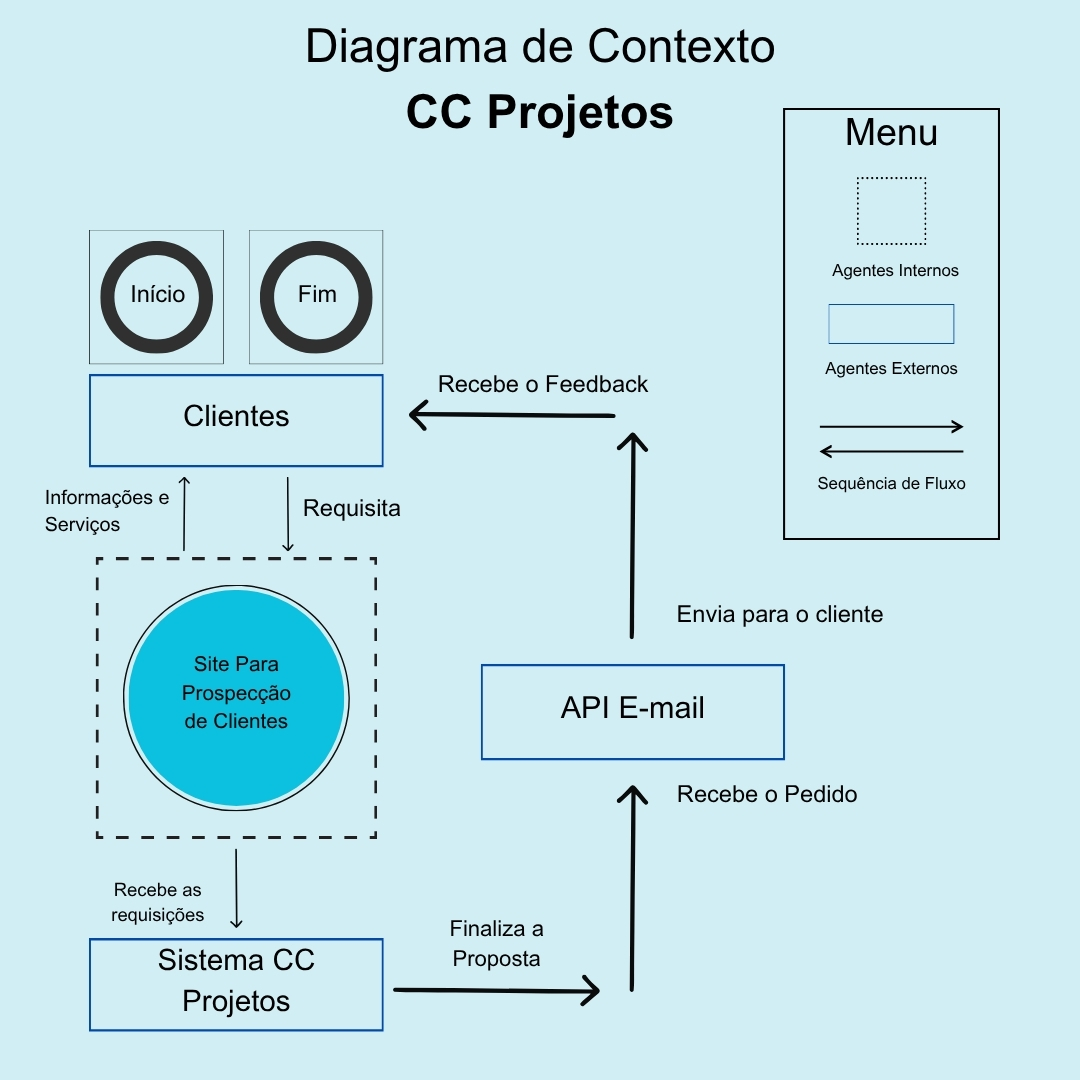 Diagrama de Contexto
CC Projetos
Menu
Agentes Internos
Agentes Externos
Sequência de Fluxo
Início
Fim
Clientes
Recebe o Feedback
Informações e
Serviços
Requisita
Site Para
Prospecção
de Clientes
Envia para o cliente
API E-mail
Recebe o Pedido
Recebe as
requisições
Finaliza a
Proposta
Sistema CC
Projetos